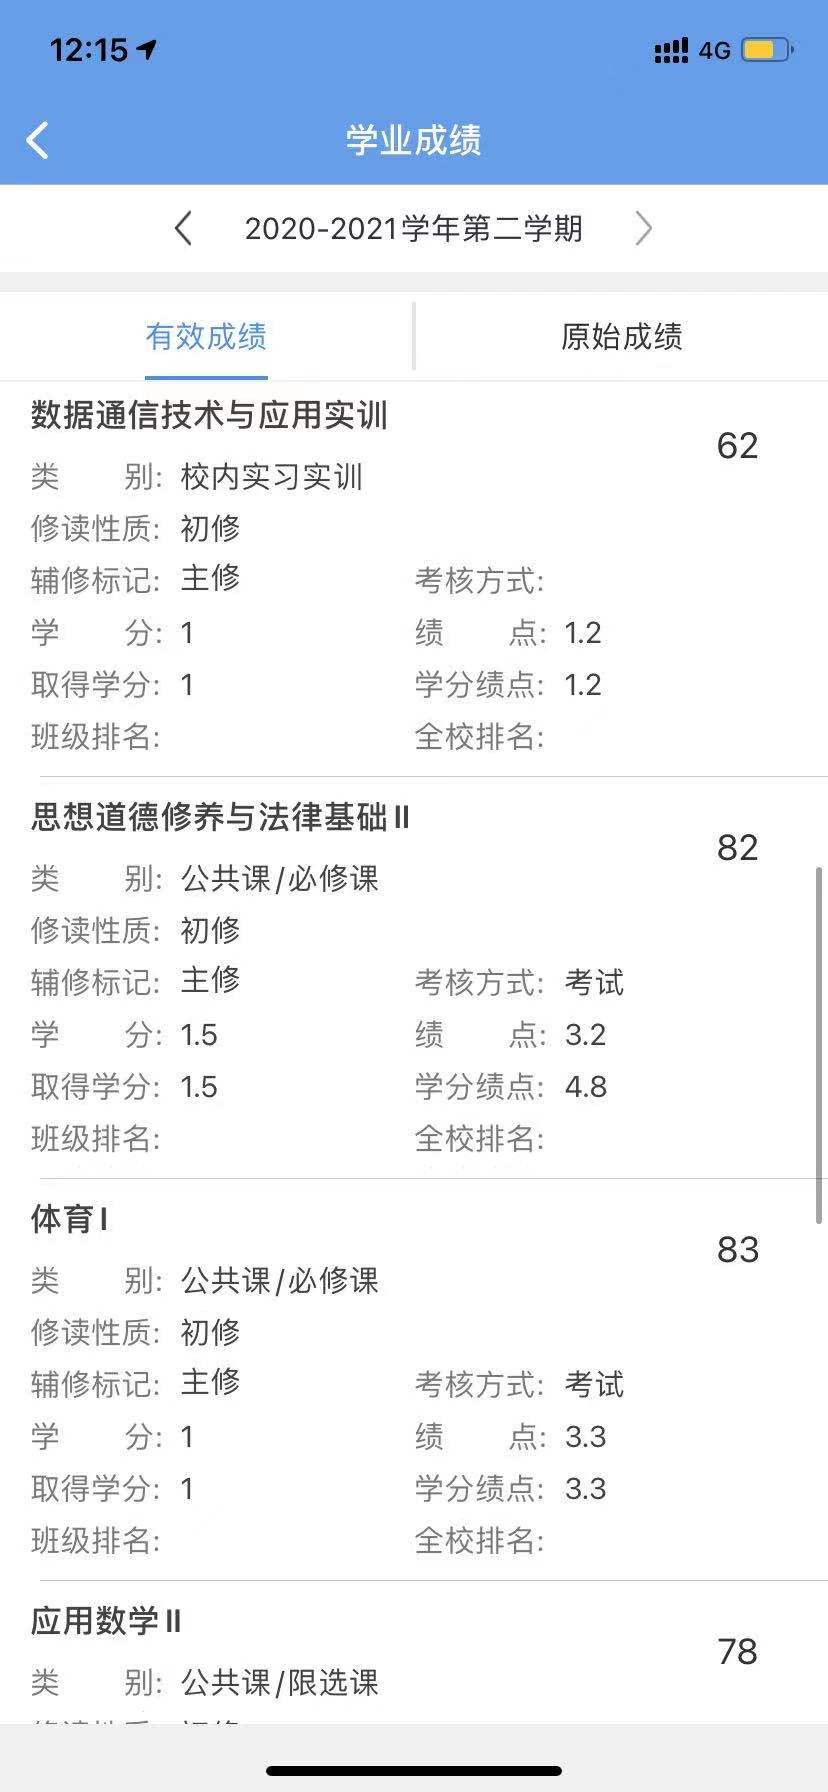 12:15 4G
学业成绩
2020-2021学年第二学期
有效成绩 原始成绩
数据通信技术与应用实训
62
类 别: 校内实习实训
修读性质: 初修
辅修标记: 主修 考核方式:
学 分: 1 绩 点: 1.2
取得学分: 1 学分绩点: 1.2
班级排名: 全校排名:
思想道德修养与法律基础II
82
类 别: 公共课/必修课
修读性质: 初修
辅修标记: 主修 考核方式: 考试
学 分: 1.5 绩 点: 3.2
取得学分: 1.5 学分绩点: 4.8
班级排名: 全校排名:
体育I
83
类 别: 公共课/必修课
修读性质: 初修
辅修标记: 主修 考核方式: 考试
学 分: 1 绩 点: 3.3
取得学分: 1 学分绩点: 3.3
班级排名: 全校排名:
应用数学II
78
类 别: 公共课/限选课